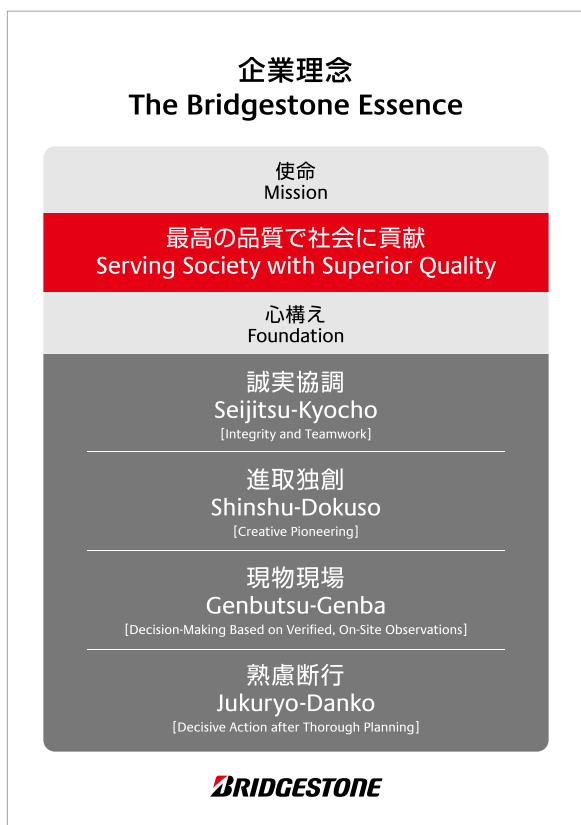 企業理念
The Bridgestone Essence
使命
Mission
最高の品質で社会に貢献
Serving Society with Superior Quality
心構え
Foundation
誠実協調
Seijitsu-Kyocho
[Integrity and Teamwork]
進取独創
Shinshu-Dokuso
[Creative Pioneering]
現物現場
Genbutsu-Genba
[Decision-Making Based on Verified, On-Site Observations]
熟慮断行
Jukuryo-Danko
[Decisive Action after Thorough Planning]
BRIDGESTONE